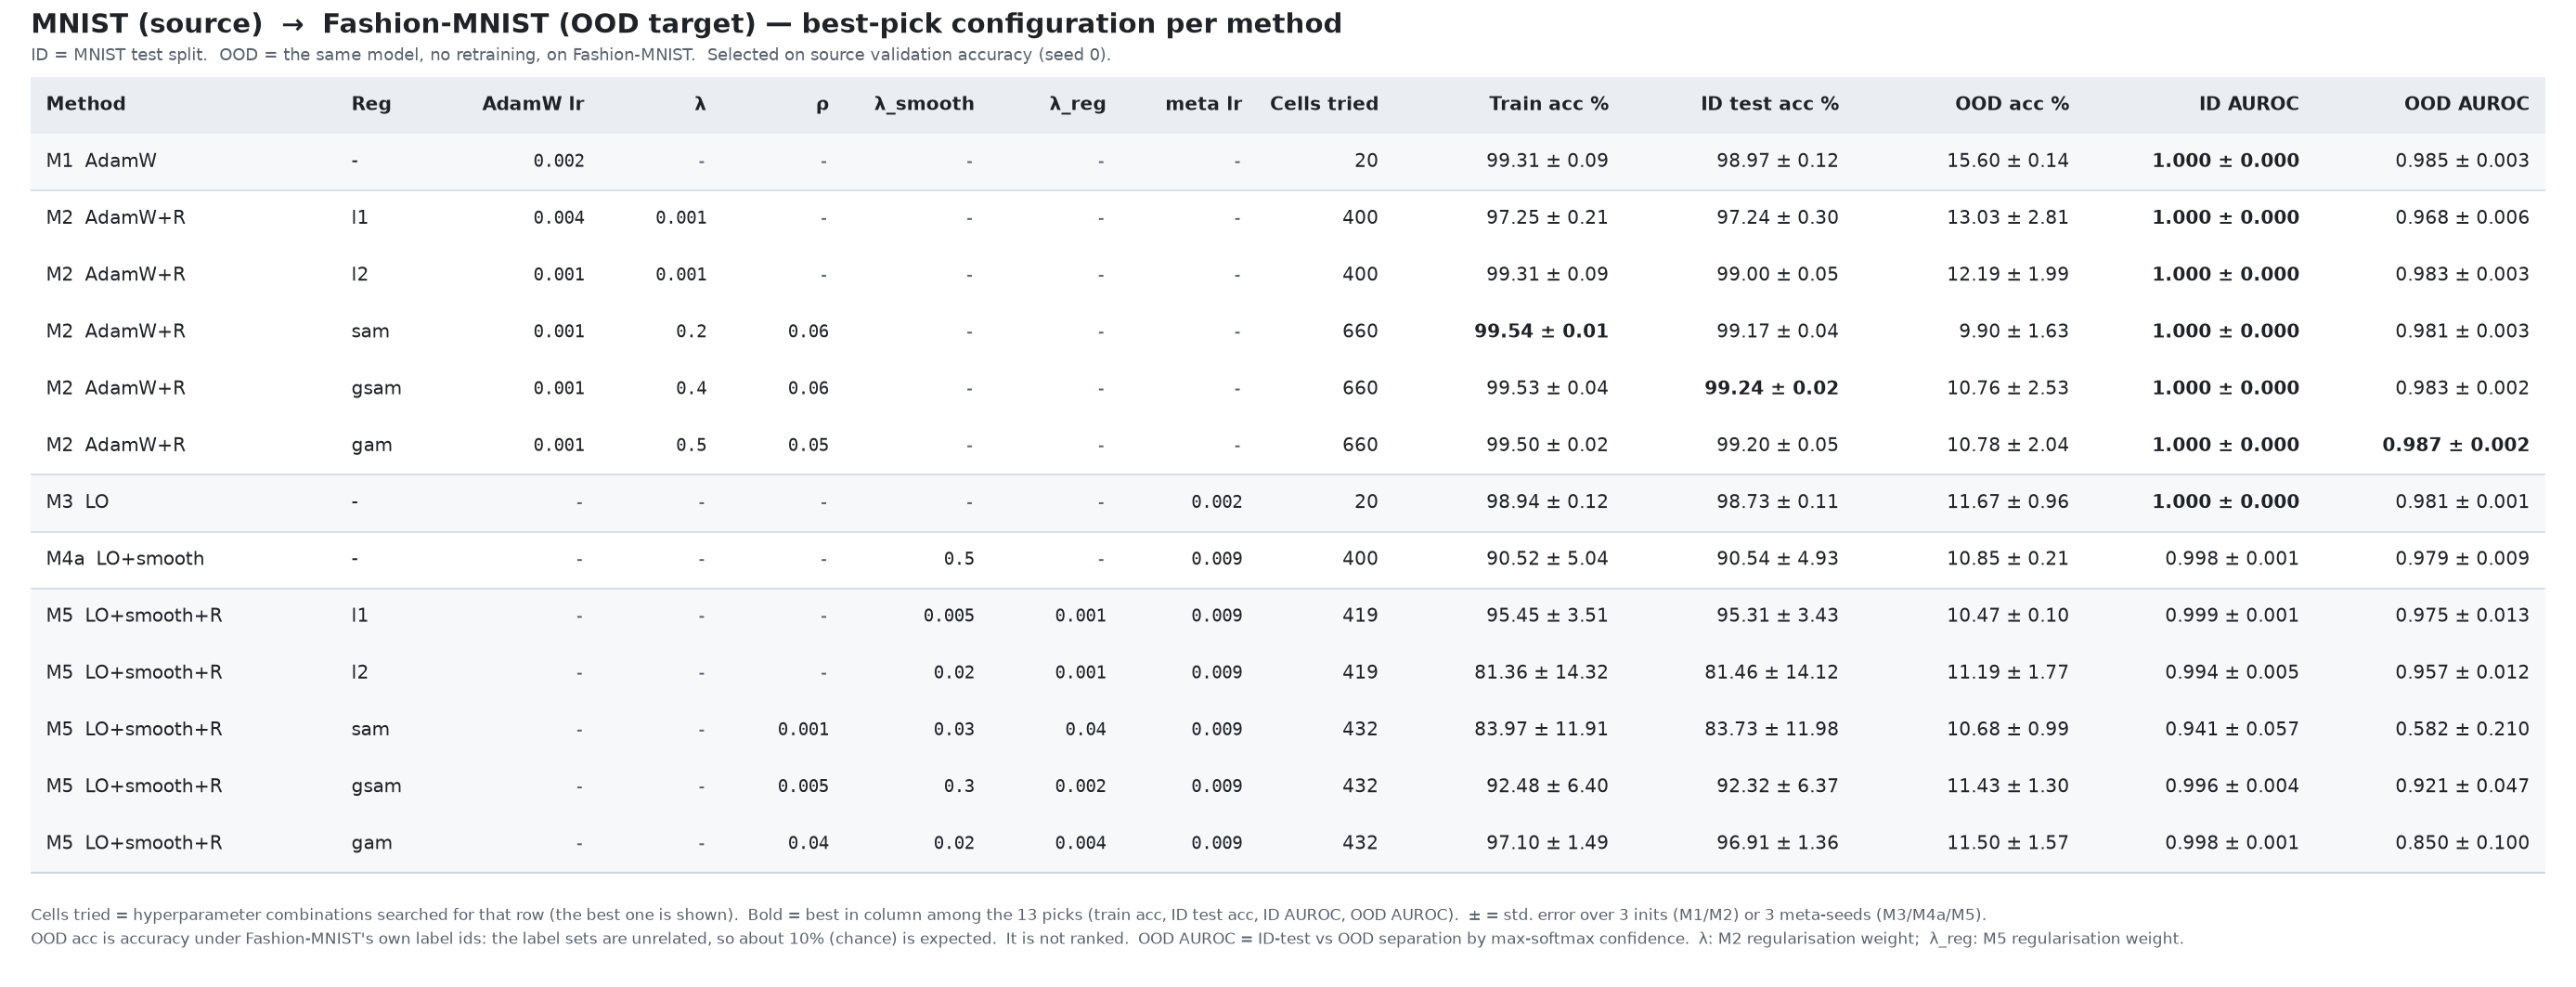 MNIST (source) → Fashion-MNIST (OOD target) — best-pick configuration per method
ID = MNIST test split. OOD = the same model, no retraining, on Fashion-MNIST. Selected on source validation accuracy (seed 0).
Method Reg AdamW lr λ ρ λ_smooth λ_reg meta lr Cells tried Train acc % ID test acc % OOD acc % ID AUROC OOD AUROC
M1 AdamW - 0.002 - - - - - 20 99.31 ± 0.09 98.97 ± 0.12 15.60 ± 0.14 1.000 ± 0.000 0.985 ± 0.003
M2 AdamW+R l1 0.004 0.001 - - - - 400 97.25 ± 0.21 97.24 ± 0.30 13.03 ± 2.81 1.000 ± 0.000 0.968 ± 0.006
M2 AdamW+R l2 0.001 0.001 - - - - 400 99.31 ± 0.09 99.00 ± 0.05 12.19 ± 1.99 1.000 ± 0.000 0.983 ± 0.003
M2 AdamW+R sam 0.001 0.2 0.06 - - - 660 99.54 ± 0.01 99.17 ± 0.04 9.90 ± 1.63 1.000 ± 0.000 0.981 ± 0.003
M2 AdamW+R gsam 0.001 0.4 0.06 - - - 660 99.53 ± 0.04 99.24 ± 0.02 10.76 ± 2.53 1.000 ± 0.000 0.983 ± 0.002
M2 AdamW+R gam 0.001 0.5 0.05 - - - 660 99.50 ± 0.02 99.20 ± 0.05 10.78 ± 2.04 1.000 ± 0.000 0.987 ± 0.002
M3 LO - - - - - - 0.002 20 98.94 ± 0.12 98.73 ± 0.11 11.67 ± 0.96 1.000 ± 0.000 0.981 ± 0.001
M4a LO+smooth - - - - 0.5 - 0.009 400 90.52 ± 5.04 90.54 ± 4.93 10.85 ± 0.21 0.998 ± 0.001 0.979 ± 0.009
M5 LO+smooth+R l1 - - - 0.005 0.001 0.009 419 95.45 ± 3.51 95.31 ± 3.43 10.47 ± 0.10 0.999 ± 0.001 0.975 ± 0.013
M5 LO+smooth+R l2 - - - 0.02 0.001 0.009 419 81.36 ± 14.32 81.46 ± 14.12 11.19 ± 1.77 0.994 ± 0.005 0.957 ± 0.012
M5 LO+smooth+R sam - - 0.001 0.03 0.04 0.009 432 83.97 ± 11.91 83.73 ± 11.98 10.68 ± 0.99 0.941 ± 0.057 0.582 ± 0.210
M5 LO+smooth+R gsam - - 0.005 0.3 0.002 0.009 432 92.48 ± 6.40 92.32 ± 6.37 11.43 ± 1.30 0.996 ± 0.004 0.921 ± 0.047
M5 LO+smooth+R gam - - 0.04 0.02 0.004 0.009 432 97.10 ± 1.49 96.91 ± 1.36 11.50 ± 1.57 0.998 ± 0.001 0.850 ± 0.100
Cells tried = hyperparameter combinations searched for that row (the best one is shown). Bold = best in column among the 13 picks (train acc, ID test acc, ID AUROC, OOD AUROC). ± = std. error over 3 inits (M1/M2) or 3 meta-seeds (M3/M4a/M5).
OOD acc is accuracy under Fashion-MNIST's own label ids: the label sets are unrelated, so about 10% (chance) is expected. It is not ranked. OOD AUROC = ID-test vs OOD separation by max-softmax confidence. λ: M2 regularisation weight; λ_reg: M5 regularisation weight.